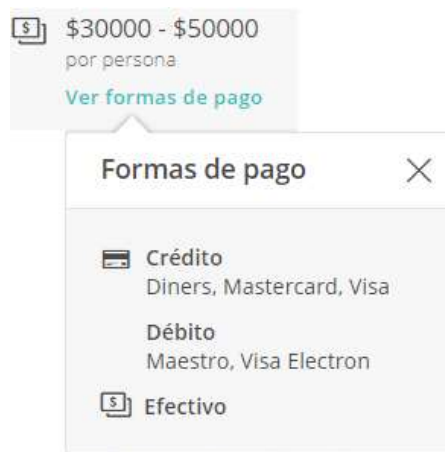 $30000 - $50000
por persona
Ver formas de pago
Formas de pago
Crédito
Diners, Mastercard, Visa
Débito
Maestro, Visa Electron
Efectivo